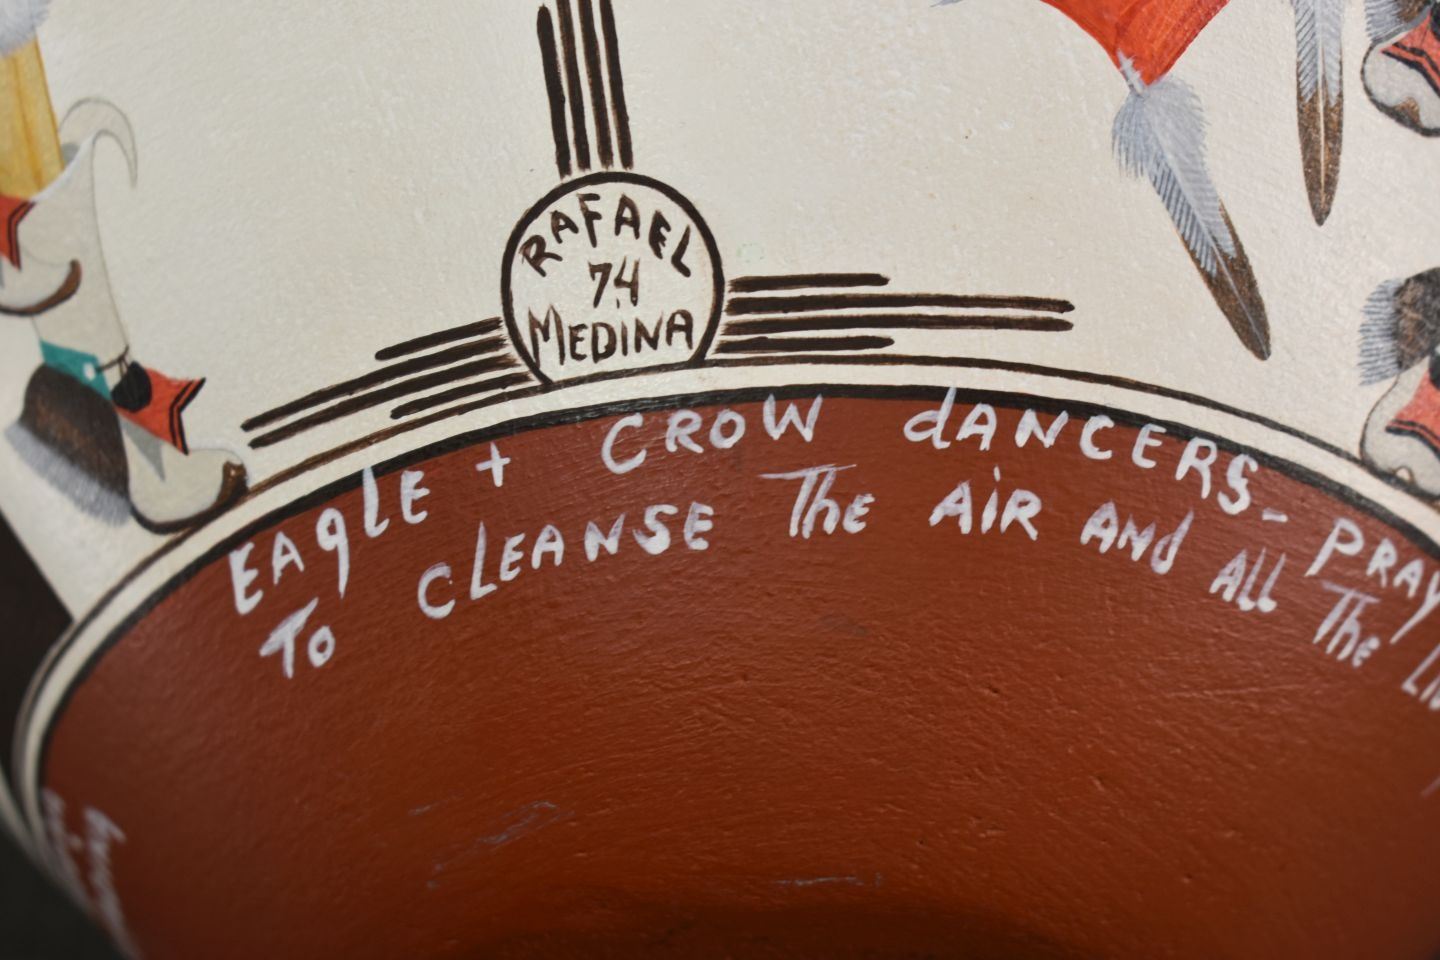 RAFAEL
74
MEDINA
EAglE + CROW dANCERS - PRAY
To CLEANSE The AiR ANd All The